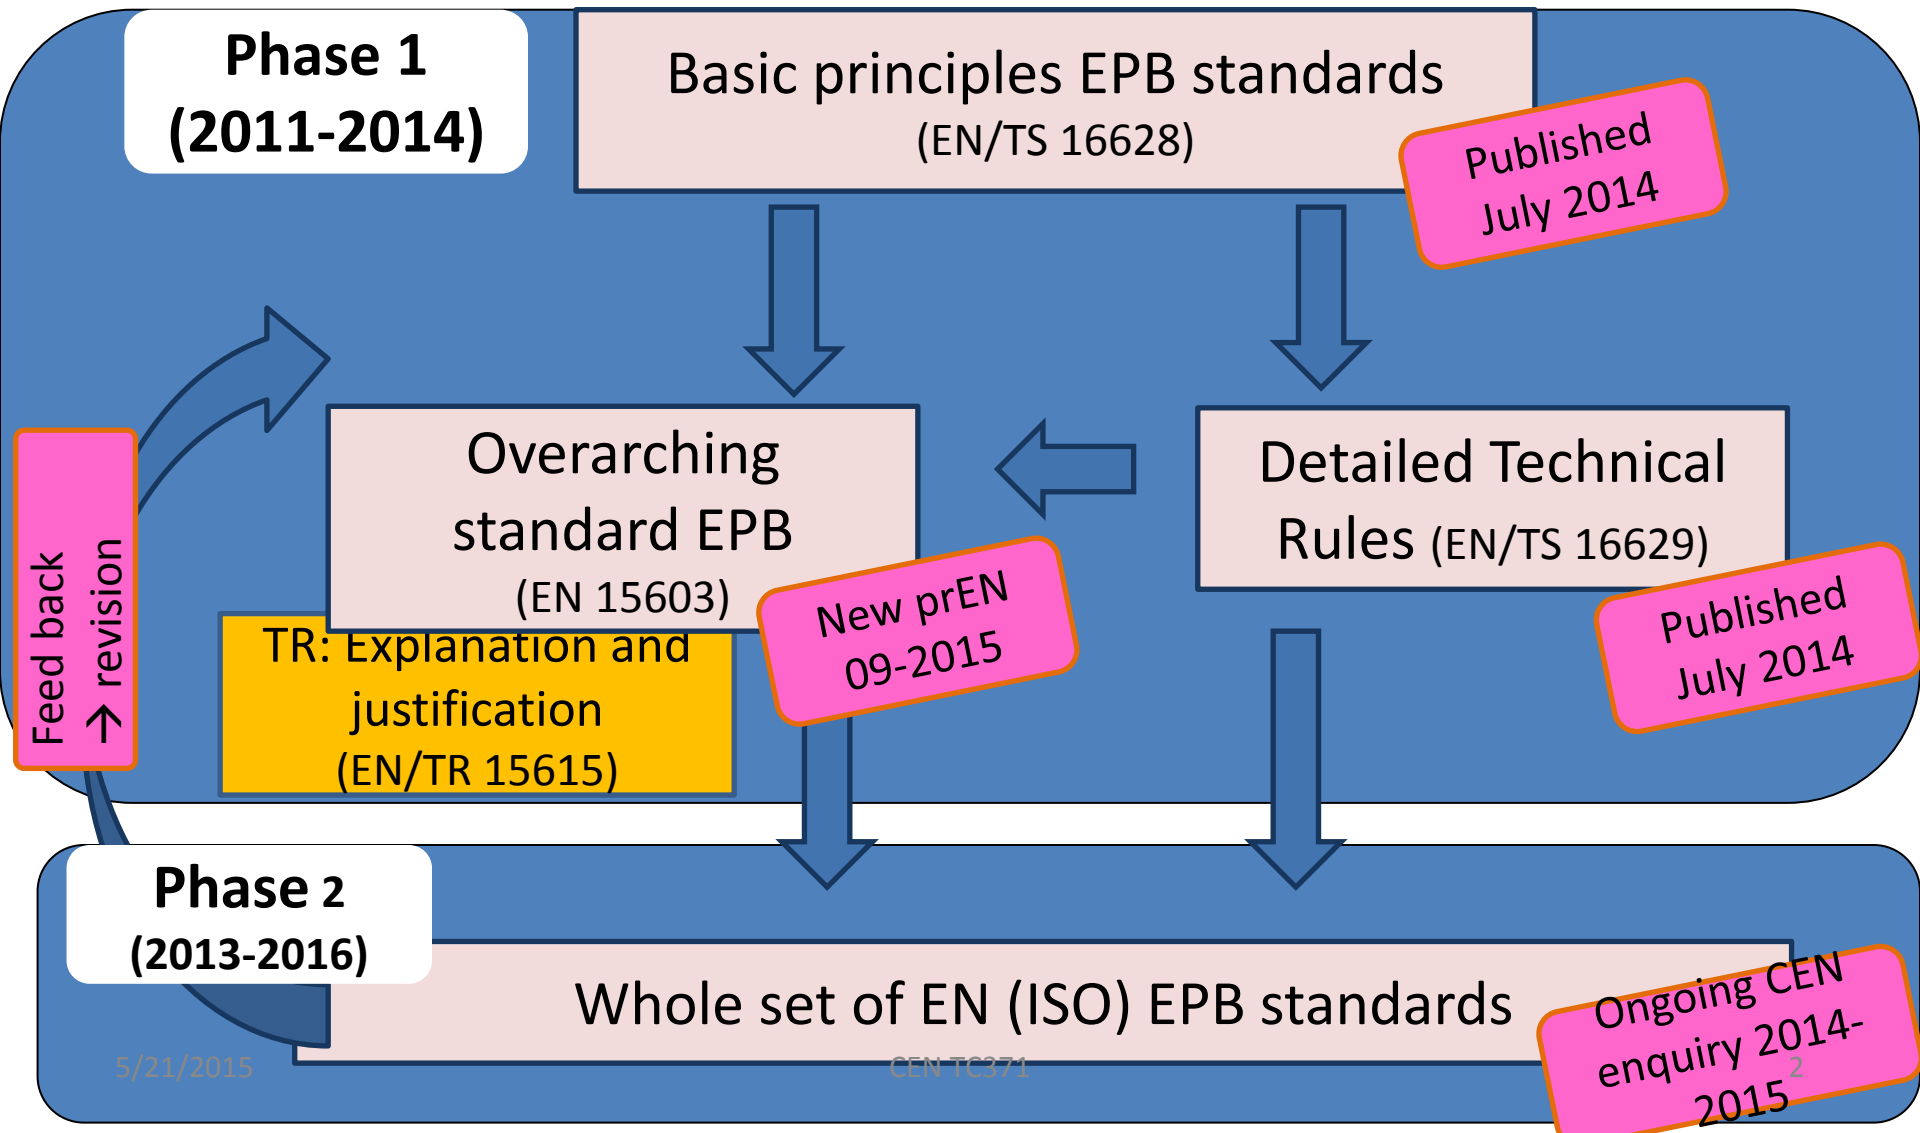 Phase 1
(2011-2014)
Basic principles EPB standards
(EN/TS 16628)
Published
July 2014
Overarching
standard EPB
(EN 15603)
New prEN
09-2015
Detailed Technical
Rules (EN/TS 16629)
Published
July 2014
TR: Explanation and
justification
(EN/TR 15615)
Feed back
→ revision
Phase 2
(2013-2016)
Whole set of EN (ISO) EPB standards
Ongoing CEN
enquiry 2014-
2015
5/21/2015
CEN TC371
2